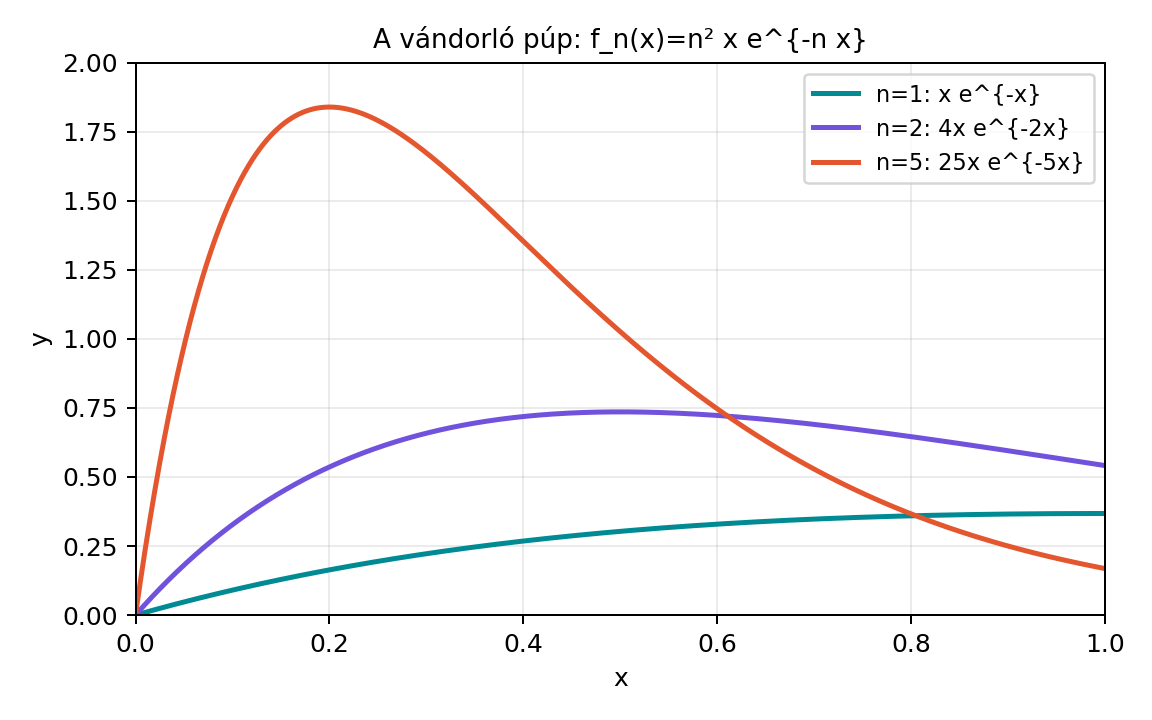 A vándorló púp: f_n(x)=n² x e^{-n x}
n=1: x e^{-x}
n=2: 4x e^{-2x}
n=5: 25x e^{-5x}
y
2.00
1.75
1.50
1.25
1.00
0.75
0.50
0.25
0.00
0.0 0.2 0.4 0.6 0.8 1.0
x